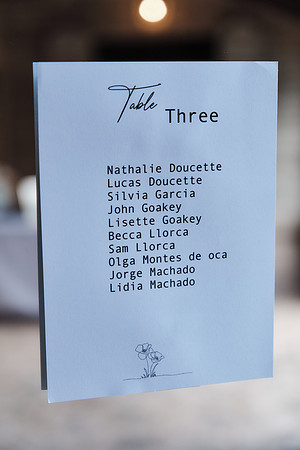 Table Three
Nathalie Doucette
Lucas Doucette
Silvia Garcia
John Goakey
Lisette Goakey
Becca Llorca
Sam Llorca
Olga Montes de oca
Jorge Machado
Lidia Machado